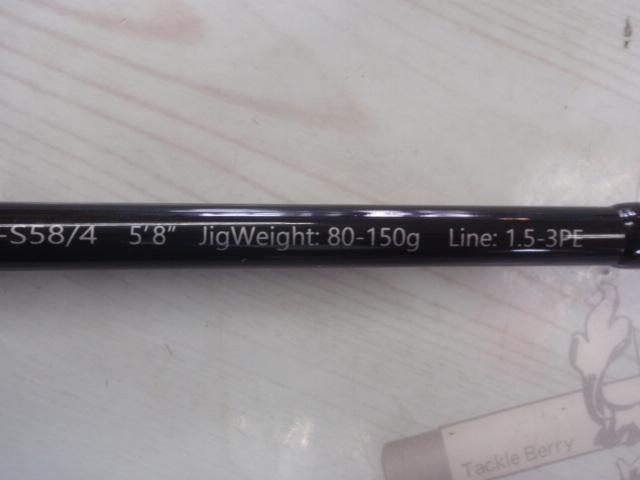 -S58/4 5'8" JigWeight: 80-150g Line: 1.5-3PE
Tackle Berry